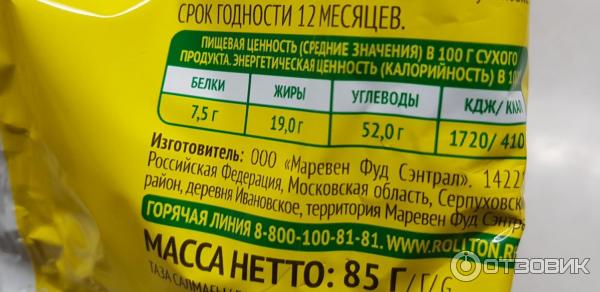 СРОК ГОДНОСТИ 12 МЕСЯЦЕВ.
ПИЩЕВАЯ ЦЕННОСТЬ (СРЕДНИЕ ЗНАЧЕНИЯ) В 100 Г СУХОГО
ПРОДУКТА. ЭНЕРГЕТИЧЕСКАЯ ЦЕННОСТЬ (КАЛОРИЙНОСТЬ) В
БЕЛКИ ЖИРЫ УГЛЕВОДЫ КДЖ/ ККАЛ
7,5 г 19,0 г 52,0 г 1720/ 410
Изготовитель: ООО «Маревен Фуд Сэнтрал».
Российская Федерация, Московская область,
район, деревня Ивановское, территория Маревен Фуд
ГОРЯЧАЯ ЛИНИЯ 8-800-100-81-81. WWW.ROLLTON
МАССА НЕТТО: 85 Г/Г/G
ОТЗОВИК